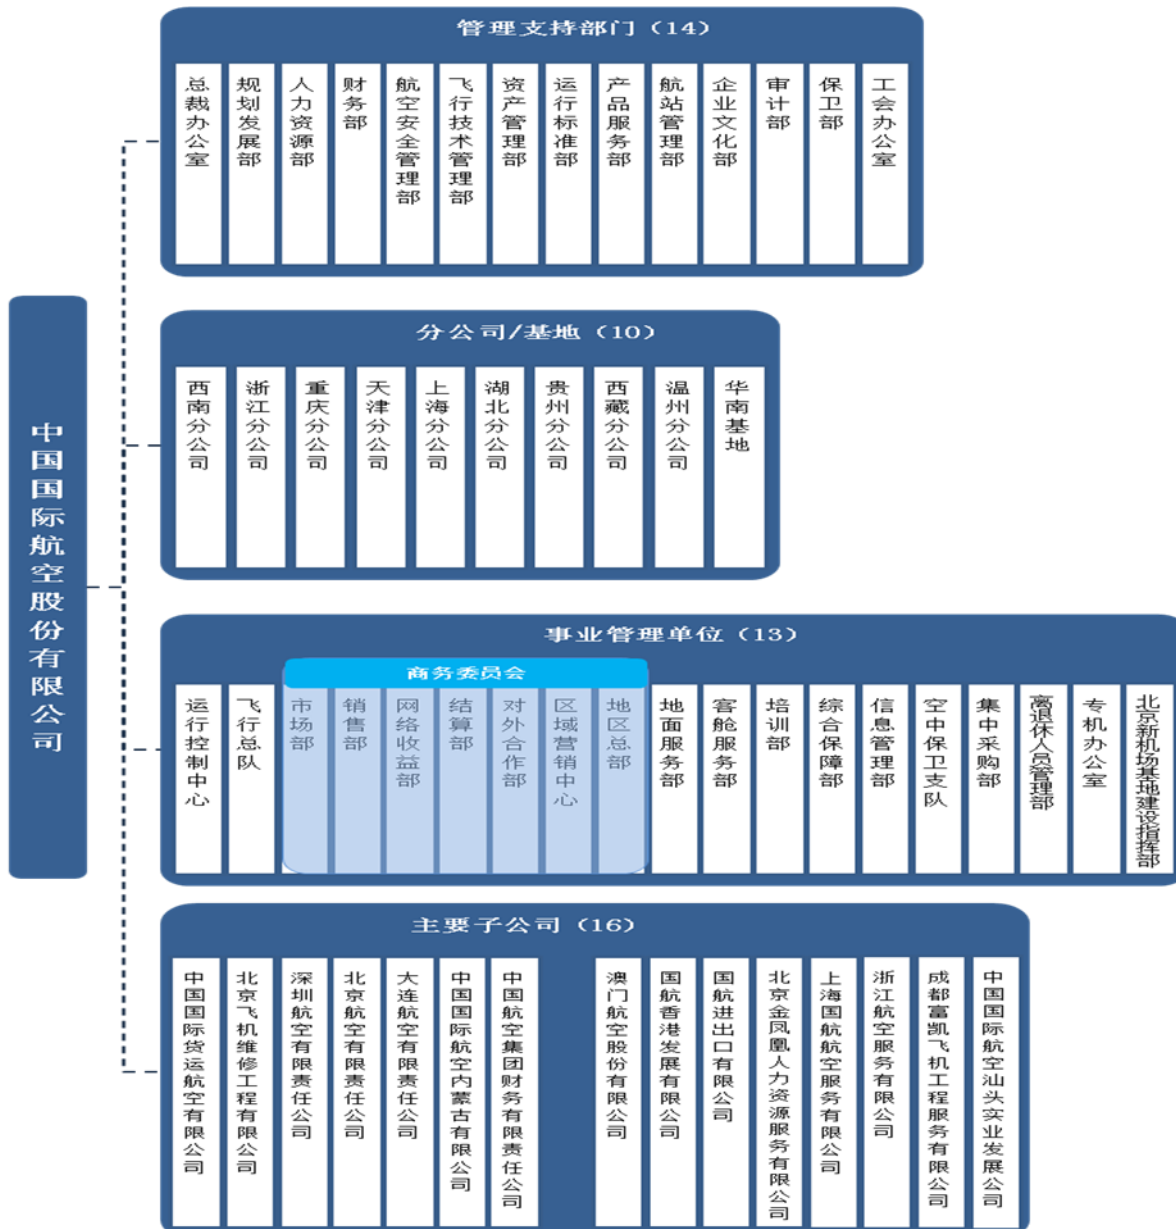 中国国际航空股份有限公司
管理支持部门（14）
总裁办公室
规划发展部
人力资源部
财务部
航空安全管理部
飞行技术管理部
资产管理部
运行标准部
产品服务部
航站管理部
企业文化部
审计部
保卫部
工会办公室
分公司/基地（10）
西南分公司
浙江分公司
重庆分公司
天津分公司
上海分公司
湖北分公司
贵州分公司
西藏分公司
温州分公司
华南基地
事业管理单位（13）
商务委员会
运行控制中心
飞行总队
市场部
销售部
网络收益部
结算部
对外合作部
区域营销中心
地区总部
地面服务部
客舱服务部
培训部
综合保障部
信息管理部
空中保卫支队
集中采购部
离退休人员管理部
专机办公室
北京新机场基地建设指挥部
主要子公司（16）
中国国际货运航空有限公司
北京飞机维修工程有限公司
深圳航空有限责任公司
北京航空有限责任公司
大连航空有限责任公司
中国国际航空内蒙古有限公司
中国航空集团财务有限责任公司
澳门航空股份有限公司
国航香港发展有限公司
国航进出口有限公司
北京金凤凰人力资源服务有限公司
上海国航航空服务有限公司
浙江航空服务有限公司
成都富凯飞机工程服务有限公司
中国国际航空汕头实业发展公司